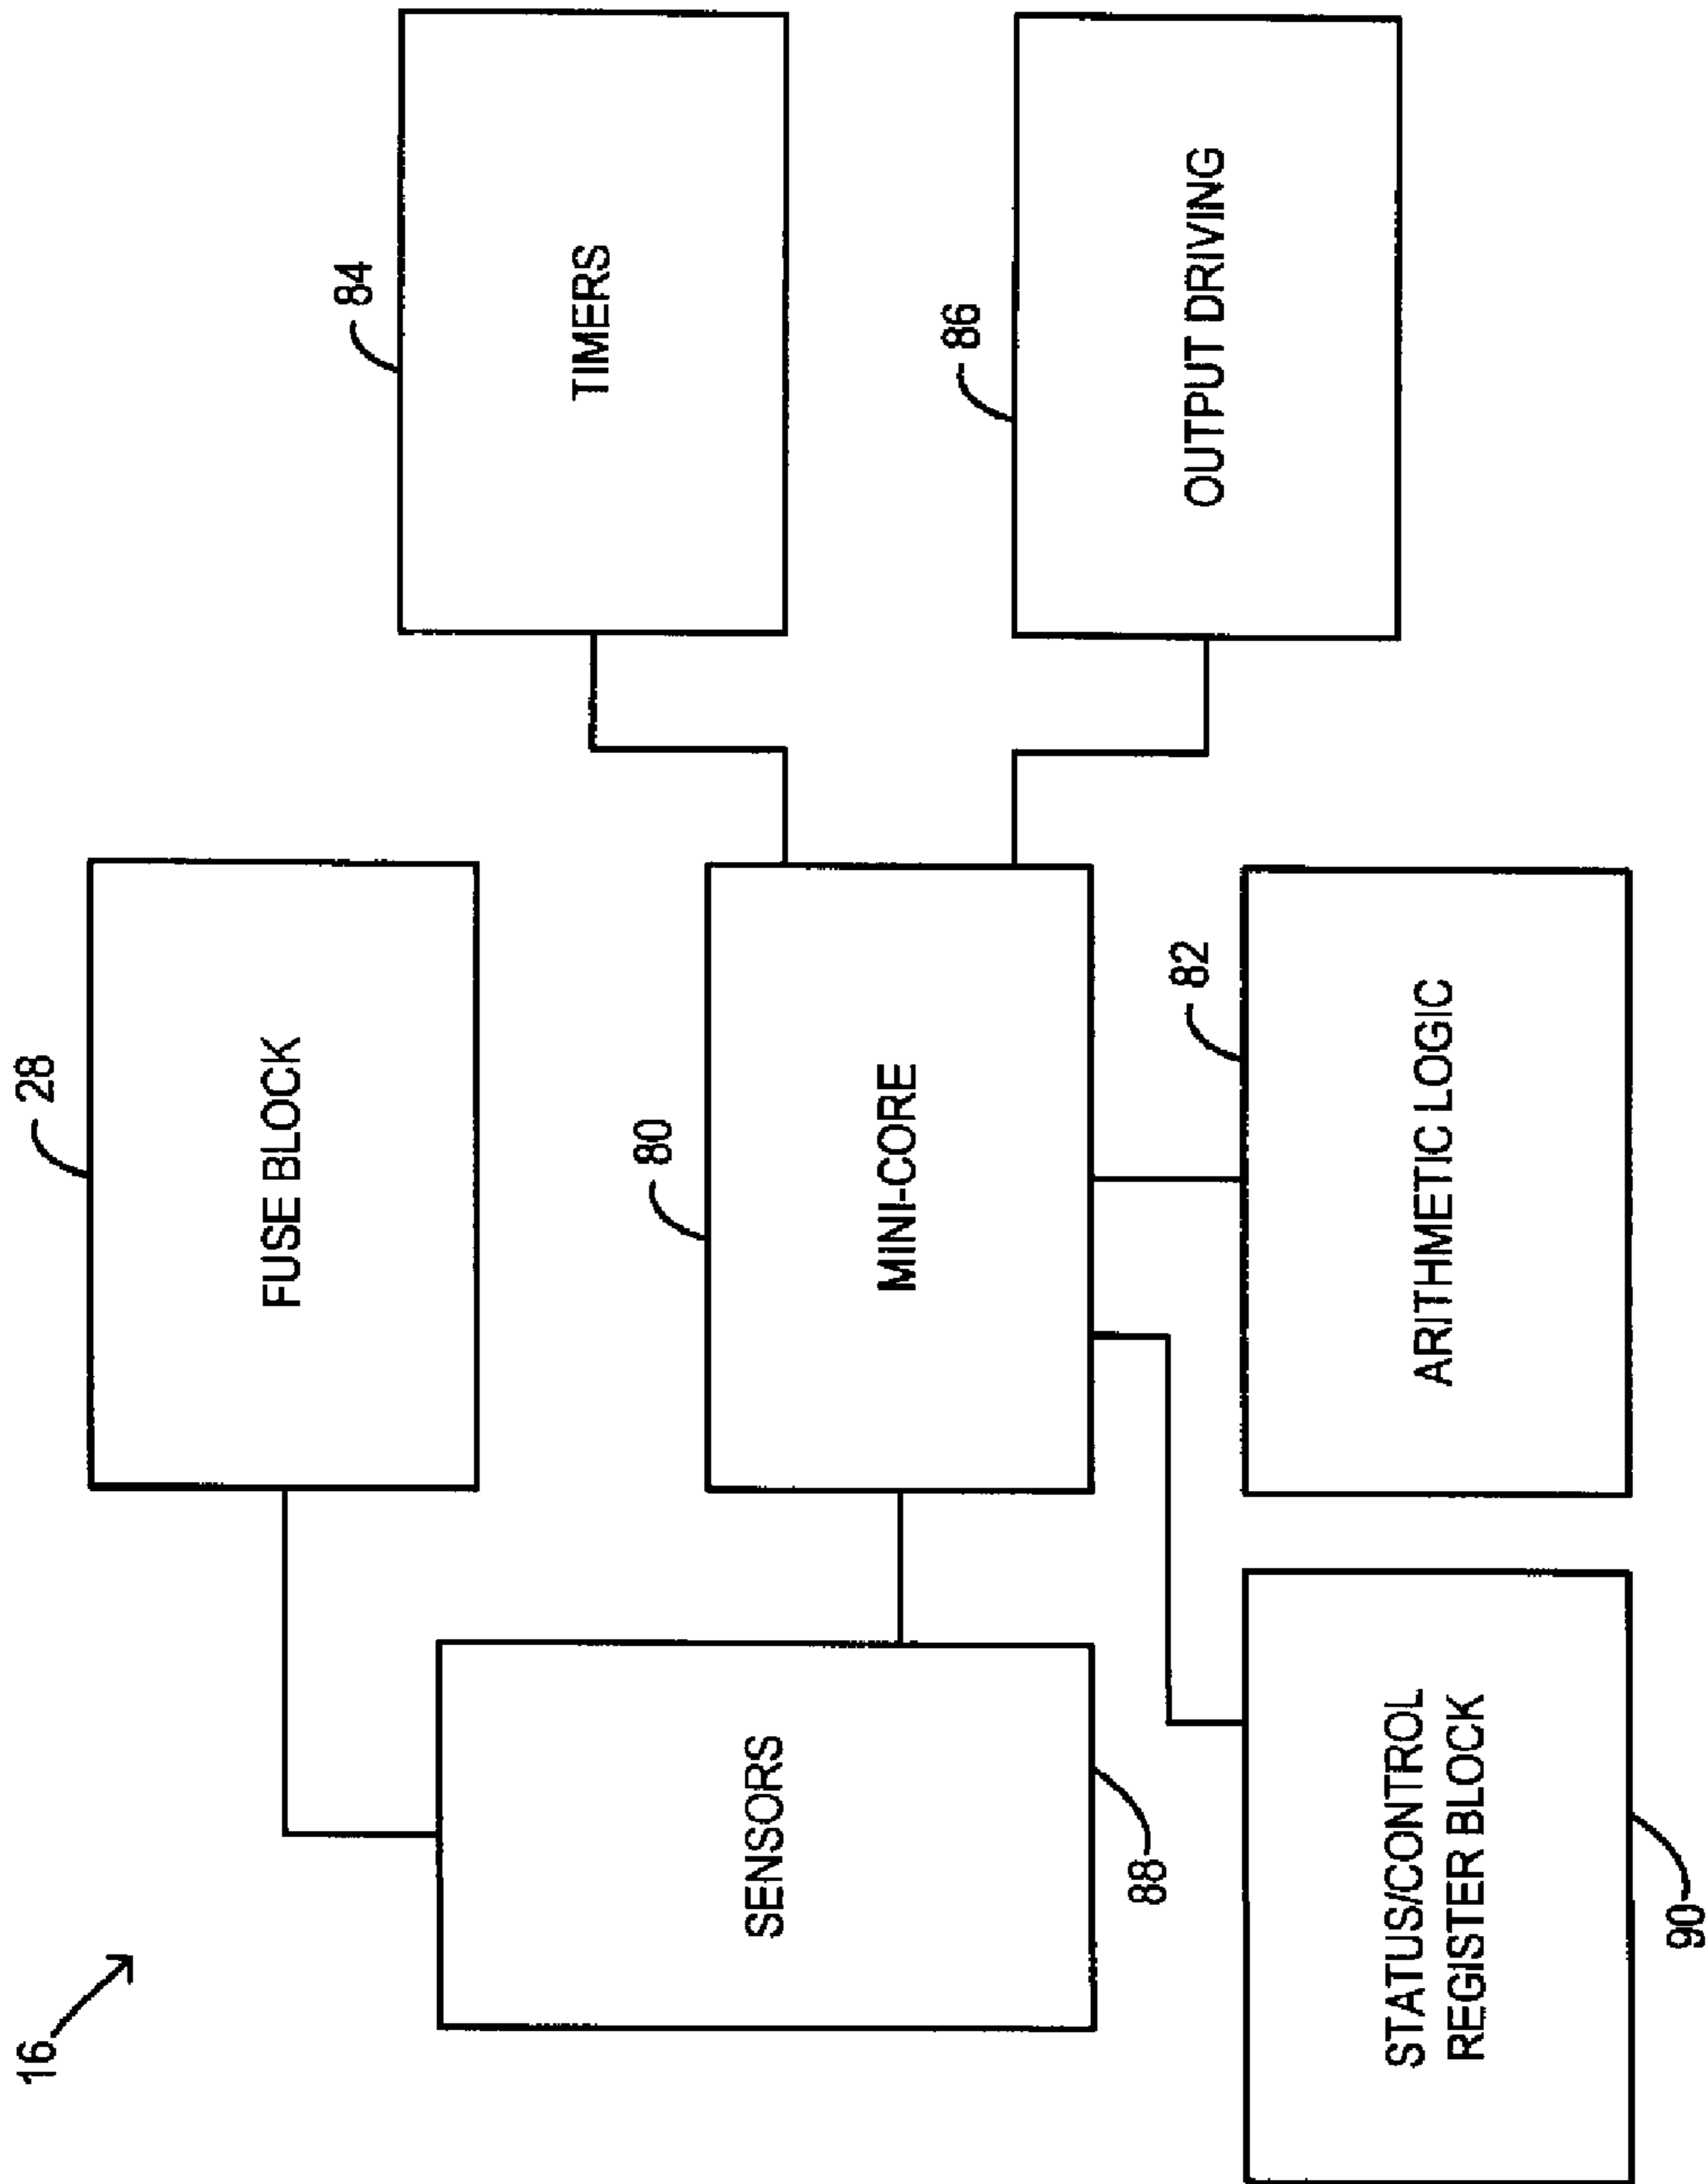 16
28
FUSE BLOCK
84
TIMERS
SENSORS
88
80
MINI-CORE
86
OUTPUT DRIVING
STATUS/CONTROL
REGISTER BLOCK
90
82
ARITHMETIC LOGIC